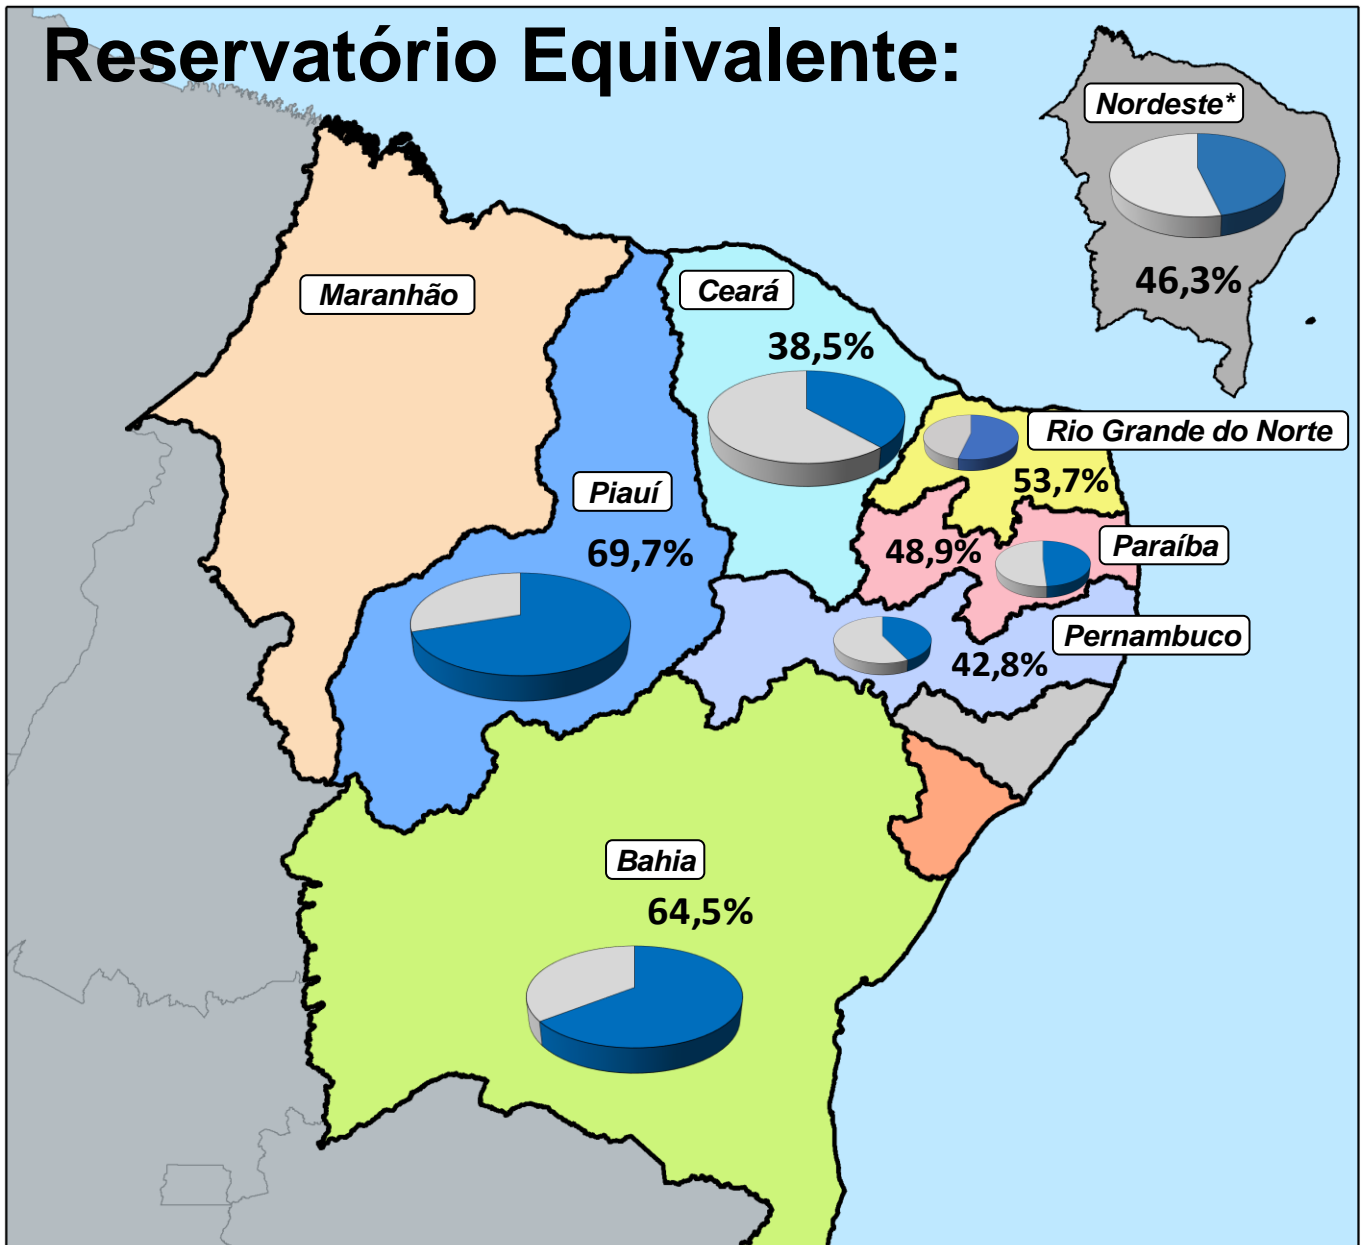 Reservatório Equivalente:
Nordeste*
46,3%
Maranhão
Ceará
38,5%
Rio Grande do Norte
53,7%
Piauí
69,7%
48,9%
Paraíba
Pernambuco
42,8%
Bahia
64,5%